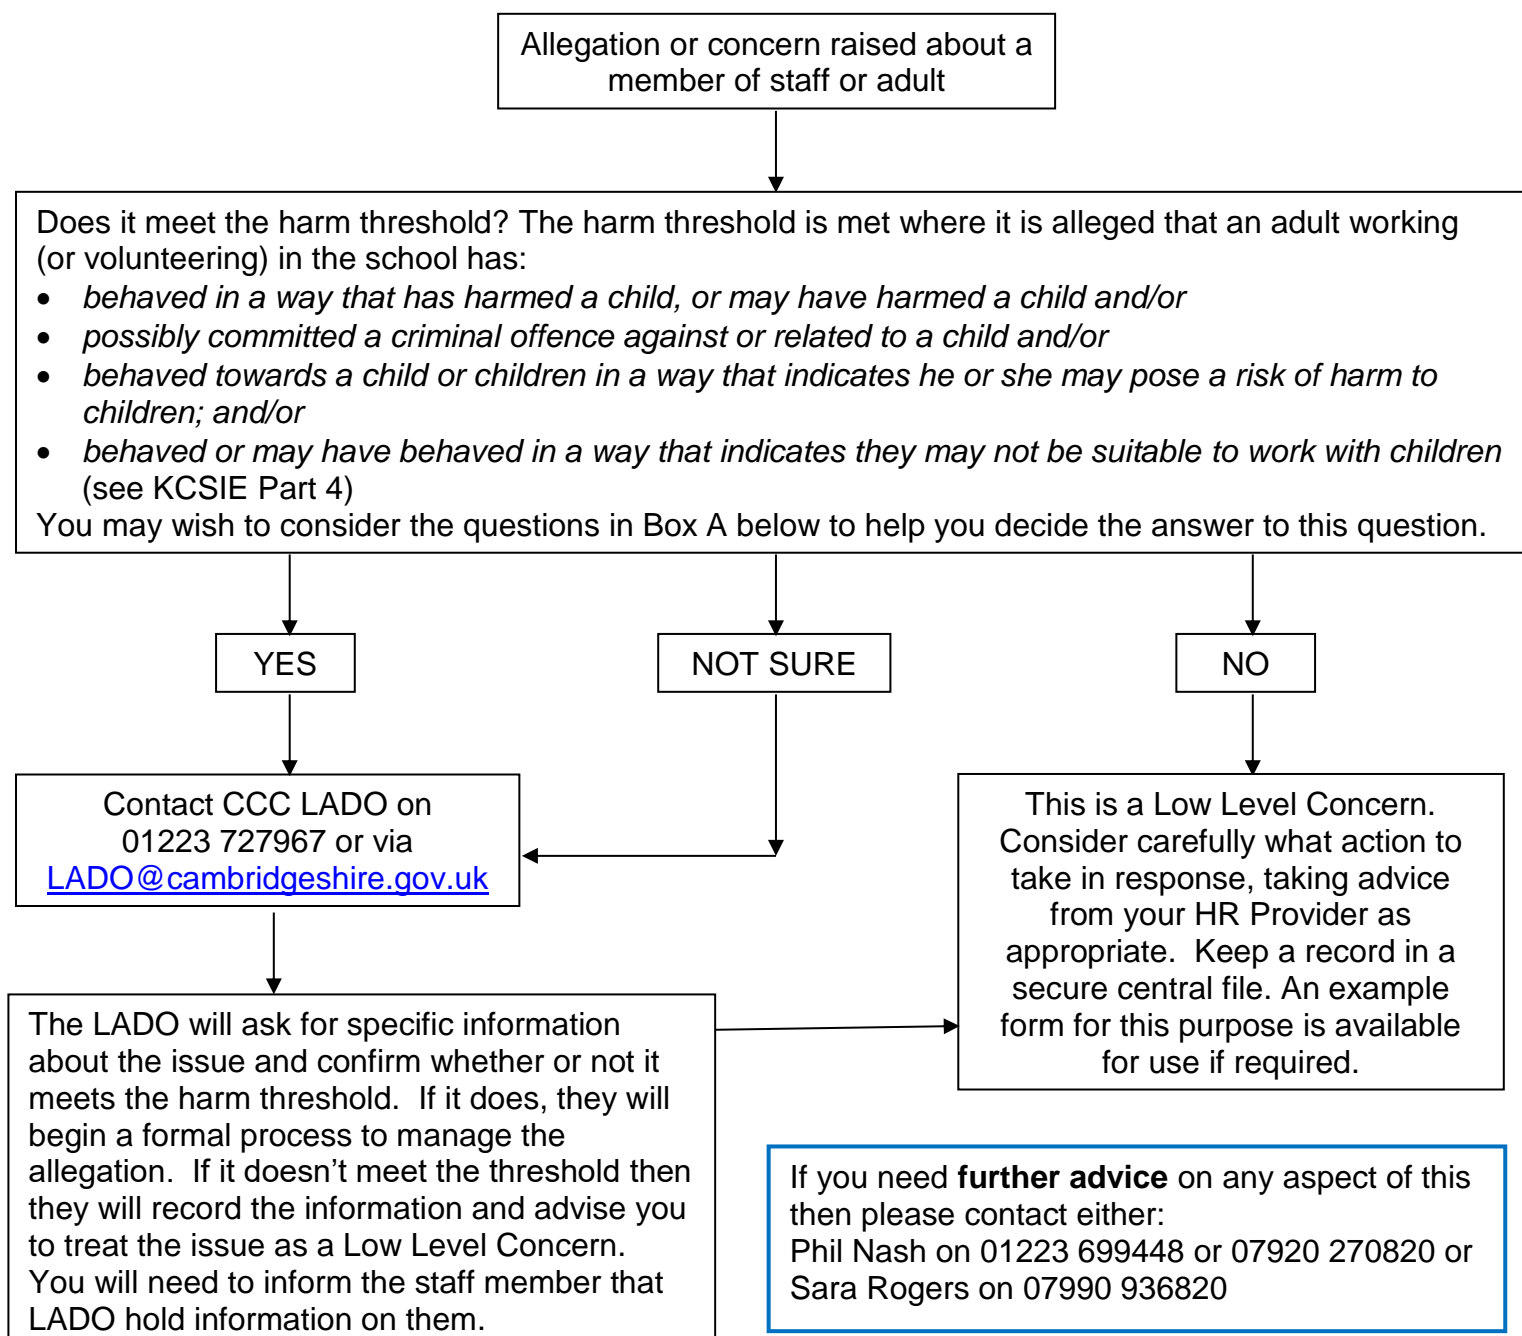 Allegation or concern raised about a
member of staff or adult
Does it meet the harm threshold? The harm threshold is met where it is alleged that an adult working
(or volunteering) in the school has:
• behaved in a way that has harmed a child, or may have harmed a child and/or
• possibly committed a criminal offence against or related to a child and/or
• behaved towards a child or children in a way that indicates he or she may pose a risk of harm to
children; and/or
• behaved or may have behaved in a way that indicates they may not be suitable to work with children
(see KCSIE Part 4)
You may wish to consider the questions in Box A below to help you decide the answer to this question.
YES
NOT SURE
NO
Contact CCC LADO on
01223 727967 or via
LADO@cambridgeshire.gov.uk
This is a Low Level Concern.
Consider carefully what action to
take in response, taking advice
from your HR Provider as
appropriate. Keep a record in a
secure central file. An example
form for this purpose is available
for use if required.
The LADO will ask for specific information
about the issue and confirm whether or not it
meets the harm threshold. If it does, they will
begin a formal process to manage the
allegation. If it doesn’t meet the threshold then
they will record the information and advise you
to treat the issue as a Low Level Concern.
You will need to inform the staff member that
LADO hold information on them.
If you need further advice on any aspect of this
then please contact either:
Phil Nash on 01223 699448 or 07920 270820 or
Sara Rogers on 07990 936820